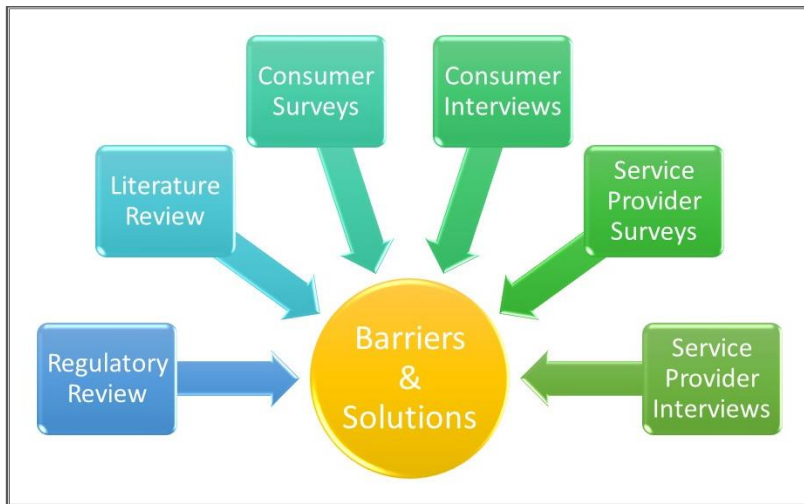 Consumer
Surveys
Consumer
Interviews
Literature
Review
Service
Provider
Surveys
Regulatory
Review
Barriers
&
Solutions
Service
Provider
Interviews